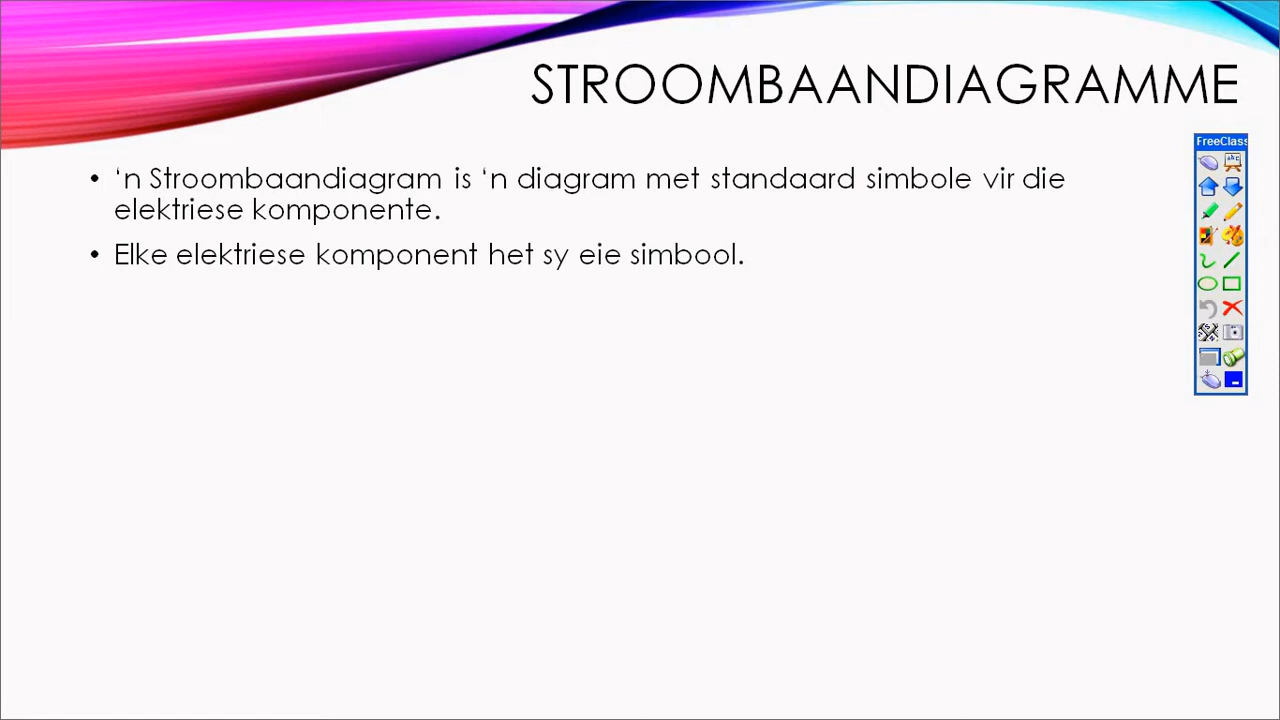 STROOMBAANDIAGRAMME
FreeClass
• ‘n Stroombaandiagram is ‘n diagram met standaard simbole vir die
elektriese komponente.
• Elke elektriese komponent het sy eie simbool.